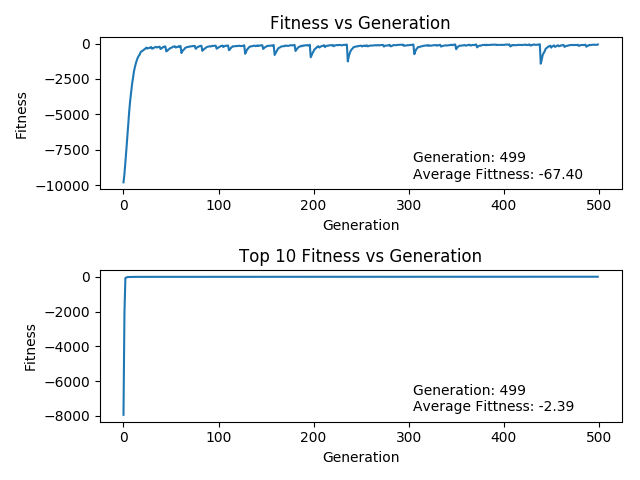 Fitness vs Generation
0
−2500
−5000
−7500
−10000
Fitness
Generation: 499
Average Fittness: -67.40
0 100 200 300 400 500
Generation
Top 10 Fitness vs Generation
0
−2000
−4000
−6000
−8000
Fitness
Generation: 499
Average Fittness: -2.39
0 100 200 300 400 500
Generation